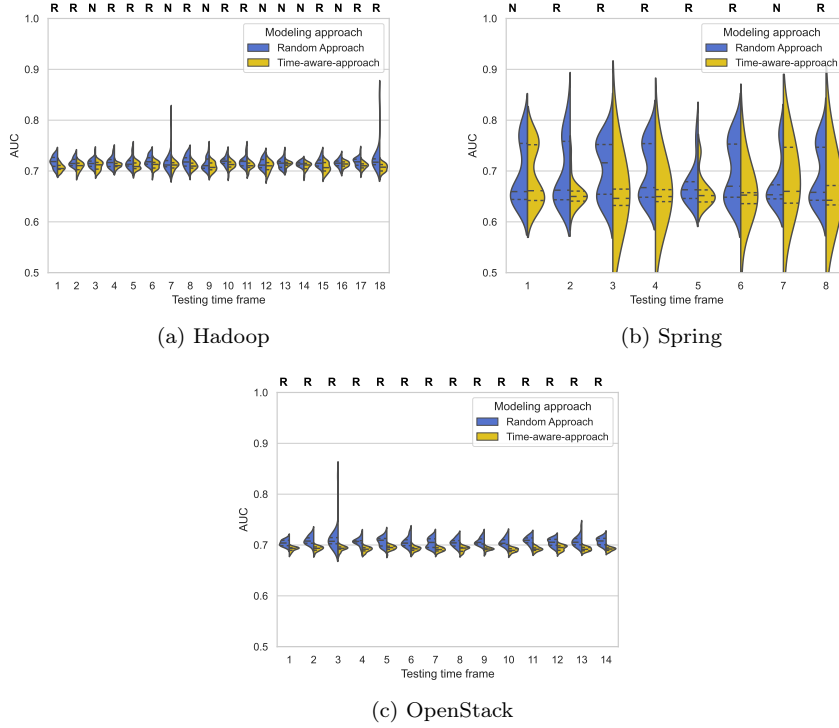 R R N R R R N R N R R N N N R N R R
1.0
0.9
0.8
0.7
0.6
0.5
AUC
Modeling approach
Random Approach
Time-aware-approach
1 2 3 4 5 6 7 8 9 10 11 12 13 14 15 16 17 18
Testing time frame
(a) Hadoop
N R R R R R N R
1.0
0.9
0.8
0.7
0.6
0.5
AUC
Modeling approach
Random Approach
Time-aware-approach
1 2 3 4 5 6 7 8
Testing time frame
(b) Spring
R R R R R R R R R R R R R R
1.0
0.9
0.8
0.7
0.6
0.5
AUC
Modeling approach
Random Approach
Time-aware-approach
1 2 3 4 5 6 7 8 9 10 11 12 13 14
Testing time frame
(c) OpenStack